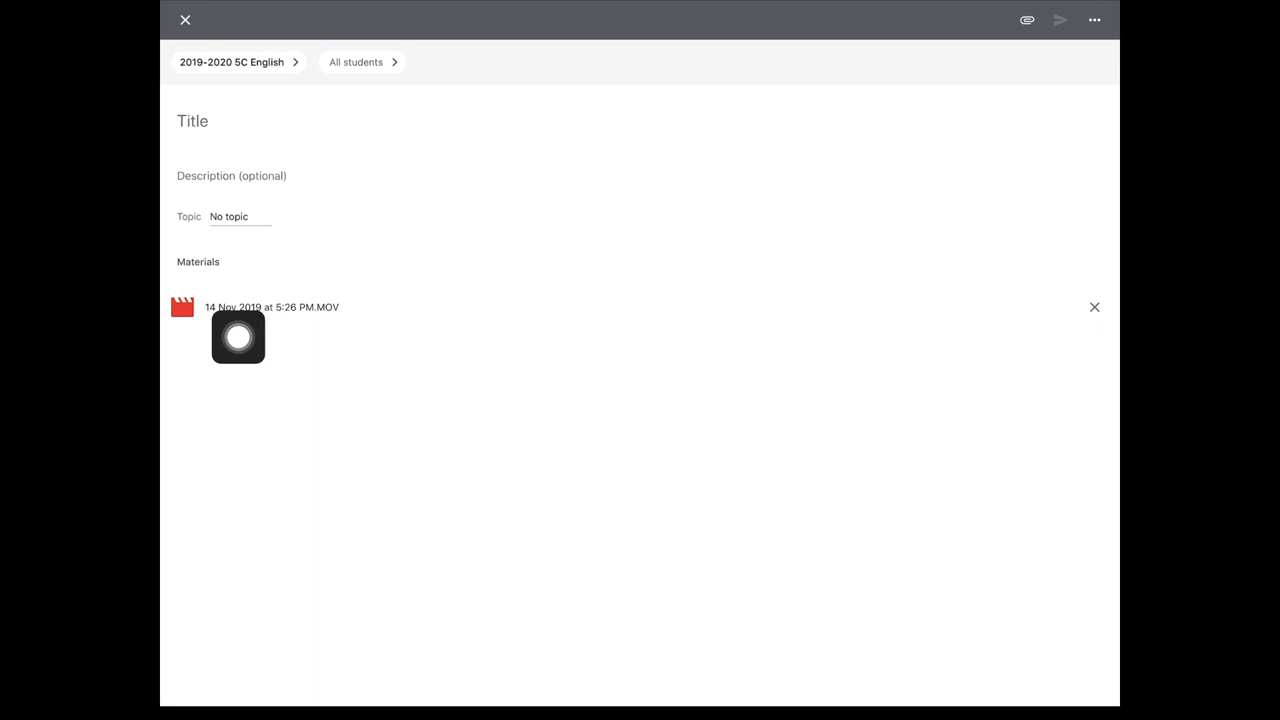 2019-2020 5C English
All students
Title
Description (optional)
Topic No topic
Materials
14 Nov 2019 at 5:26 PM.MOV